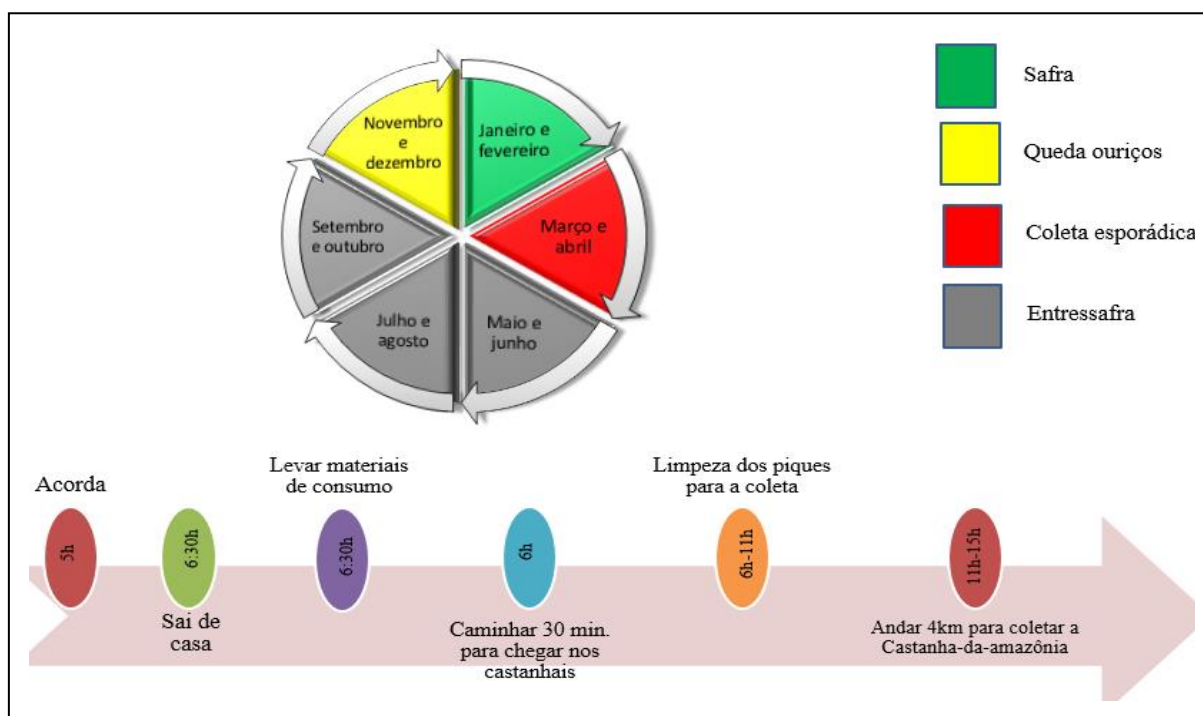 Novembro
e
dezembro
Janeiro e
fevereiro
Setembro
e outubro
Março e
abril
Julho e
agosto
Maio e
junho
Safra
Queda ouriços
Coleta esporádica
Entressafra
Acorda
5h
6:30h
Sai de
casa
Levar materiais
de consumo
6:30h
6h
Caminhar 30 min.
para chegar nos
castanhais
Limpeza dos piques
para a coleta
6h-11h
11h-15h
Andar 4km para coletar a
Castanha-da-amazônia